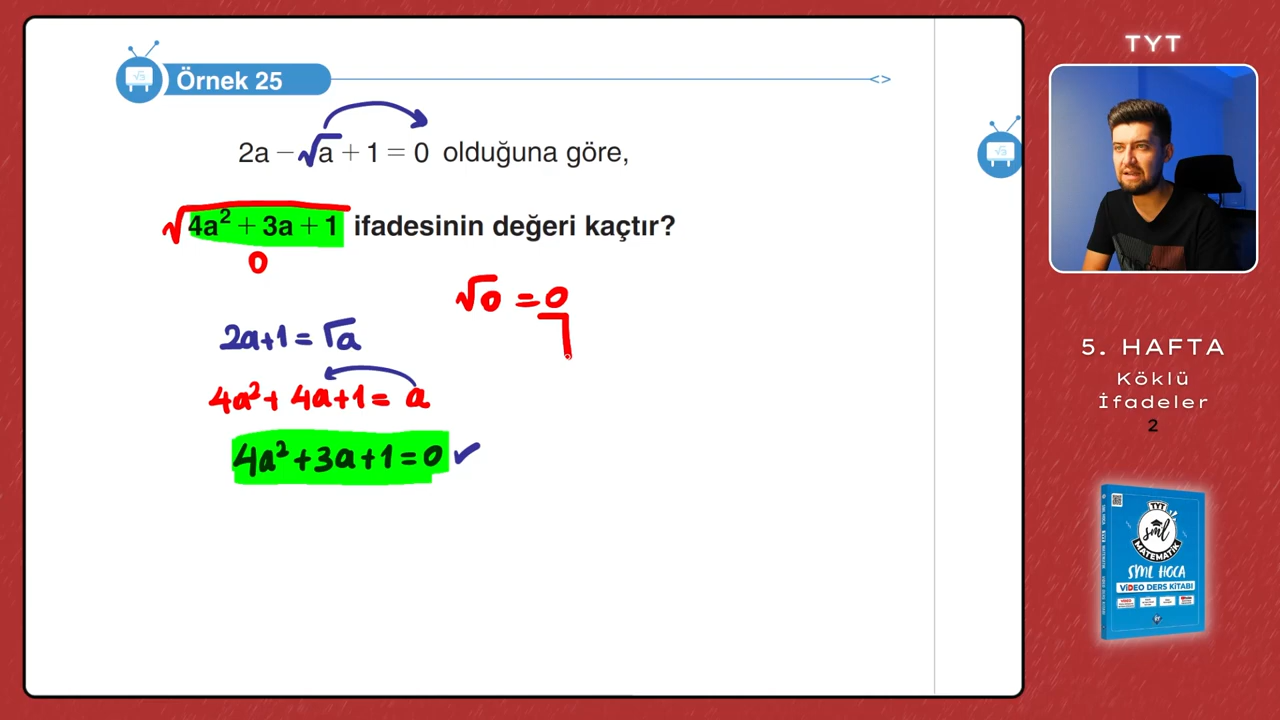 TYT
Örnek 25
2a − √a + 1 = 0 olduğuna göre,
√4a² + 3a + 1 ifadesinin değeri kaçtır?
0
√0 = 0
2a+1 = √a
4a² + 4a+1 = a
4a² +3a+1=0 ✓
5. HAFTA
Köklü
İfadeler
2
TYT
sml
MATEMATİK
SML HOCA
VİDEO DERS KİTABI